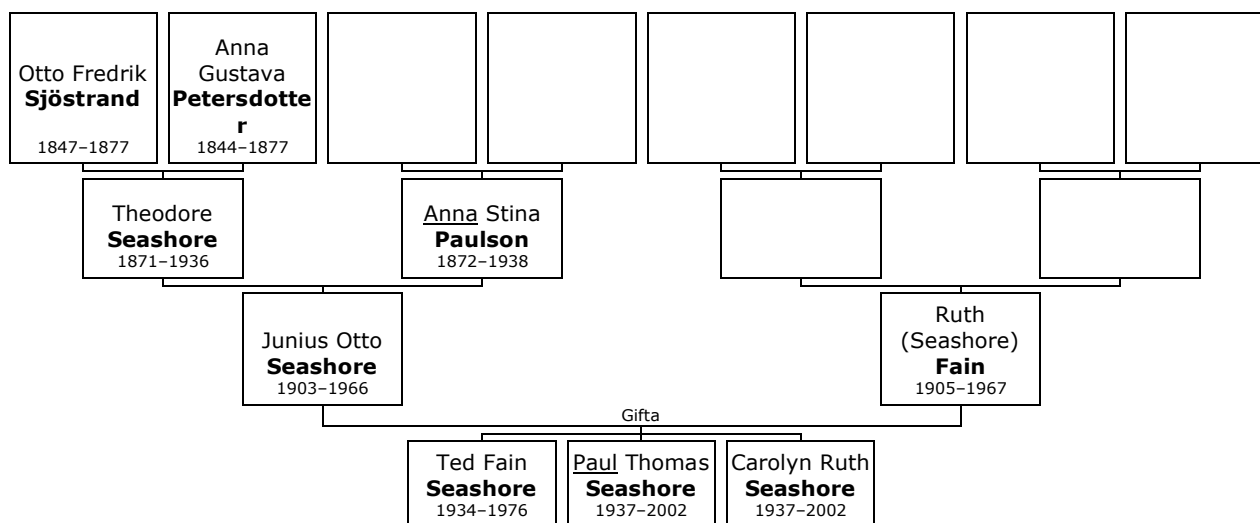 Otto Fredrik
Sjöstrand
1847–1877
Anna
Gustava
Petersdotte
r
1844–1877
Theodore
Seashore
1871–1936
Anna Stina
Paulson
1872–1938
Junius Otto
Seashore
1903–1966
Ruth
(Seashore)
Fain
1905–1967
Gifta
Ted Fain
Seashore
1934–1976
Paul Thomas
Seashore
1937–2002
Carolyn Ruth
Seashore
1937–2002